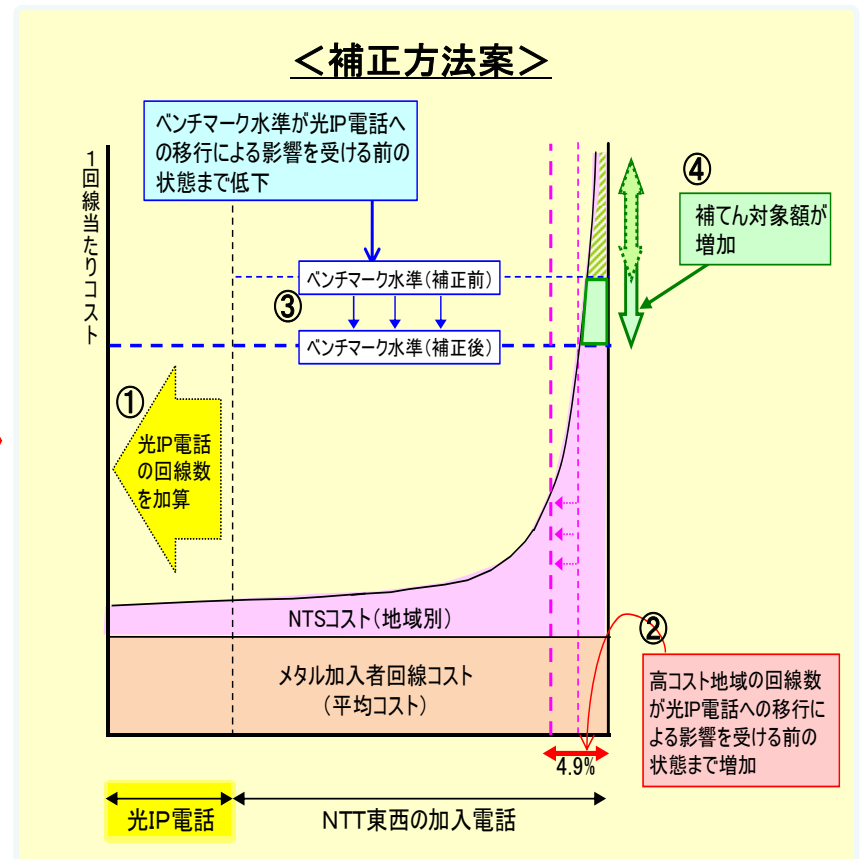 ＜補正方法案＞
ベンチマーク水準が光IP電話へ
の移行による影響を受ける前の
状態まで低下
1回線当たりコスト
④
補てん対象額が
増加
ベンチマーク水準（補正前）
③
ベンチマーク水準（補正後）
①
光IP電話
の回線数
を加算
NTSコスト（地域別）
②
メタル加入者回線コスト
（平均コスト）
高コスト地域の回線数
が光IP電話への移行に
よる影響を受ける前の
状態まで増加
4.9%
光IP電話
NTT東西の加入電話